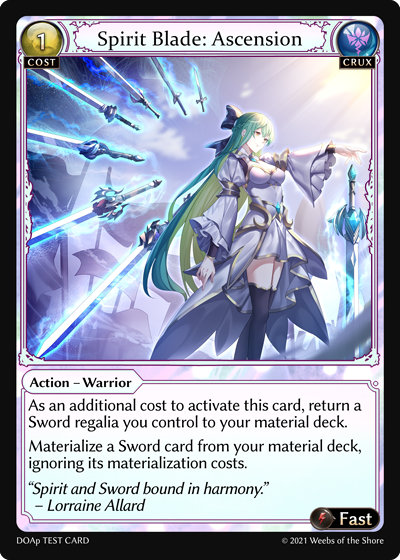 1
COST
Spirit Blade: Ascension
CRUX
Action – Warrior
As an additional cost to activate this card, return a
Sword regalia you control to your material deck.
Materialize a Sword card from your material deck,
ignoring its materialization costs.
“Spirit and Sword bound in harmony.”
– Lorraine Allard
Fast
DOAp TEST CARD
© 2021 Weebs of the Shore